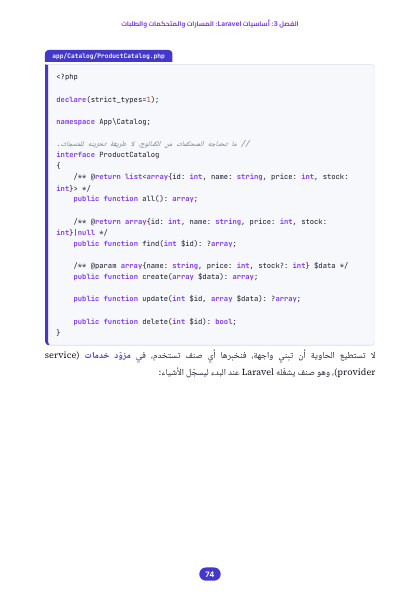 الفصل 3: أساسيات Laravel: المسارات والمتحكمات والطلبات
app/Catalog/ProductCatalog.php
<?php
declare(strict_types=1);
namespace App\Catalog;
// ما تحتاجه المتحكمات من الكتالوج، لا طريقة تخزينه للمنتجات.
interface ProductCatalog
{
/** @return list<array{id: int, name: string, price: int, stock:
int}> */
public function all(): array;
/** @return array{id: int, name: string, price: int, stock:
int}|null */
public function find(int $id): ?array;
/** @param array{name: string, price: int, stock?: int} $data */
public function create(array $data): array;
public function update(int $id, array $data): ?array;
public function delete(int $id): bool;
}
لا تستطيع الحاوية أن تبني واجهة، فنخبرها أي صنف تستخدم، في مزوّد خدمات (service
provider)، وهو صنف يشغّله Laravel عند البدء ليسجّل الأشياء:
74